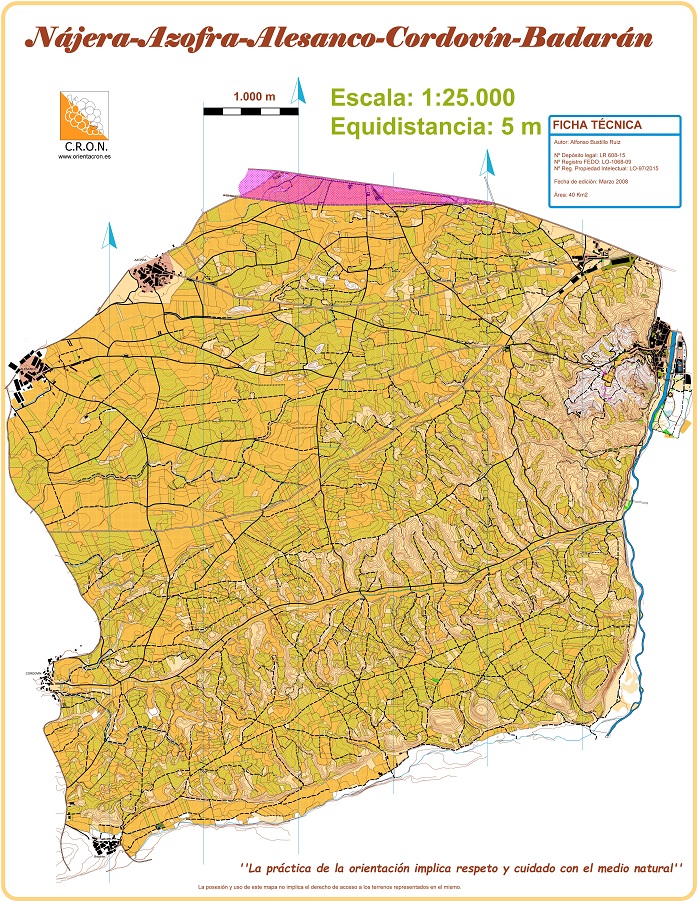 Nájera-Azofra-Alesanco-Cordovín-Badarán
1.000 m
Escala: 1:25.000
Equidistancia: 5 m
C.R.O.N.
www.orientacron.es
FICHA TÉCNICA
Autor: Alfonso Bustillo Ruiz
Nº Depósito legal: LR 608-15
Nº Registro FEDO: LO-1068-09
Nº Reg. Propiedad Intelectual: LO-97/2015
Fecha de edición: Marzo 2008
Área: 40 Km2
AZOFRA
CORDOVÍN
''La práctica de la orientación implica respeto y cuidado con el medio natural''
La posesión y uso de este mapa no implica el derecho de acceso a los terrenos representados en el mismo.